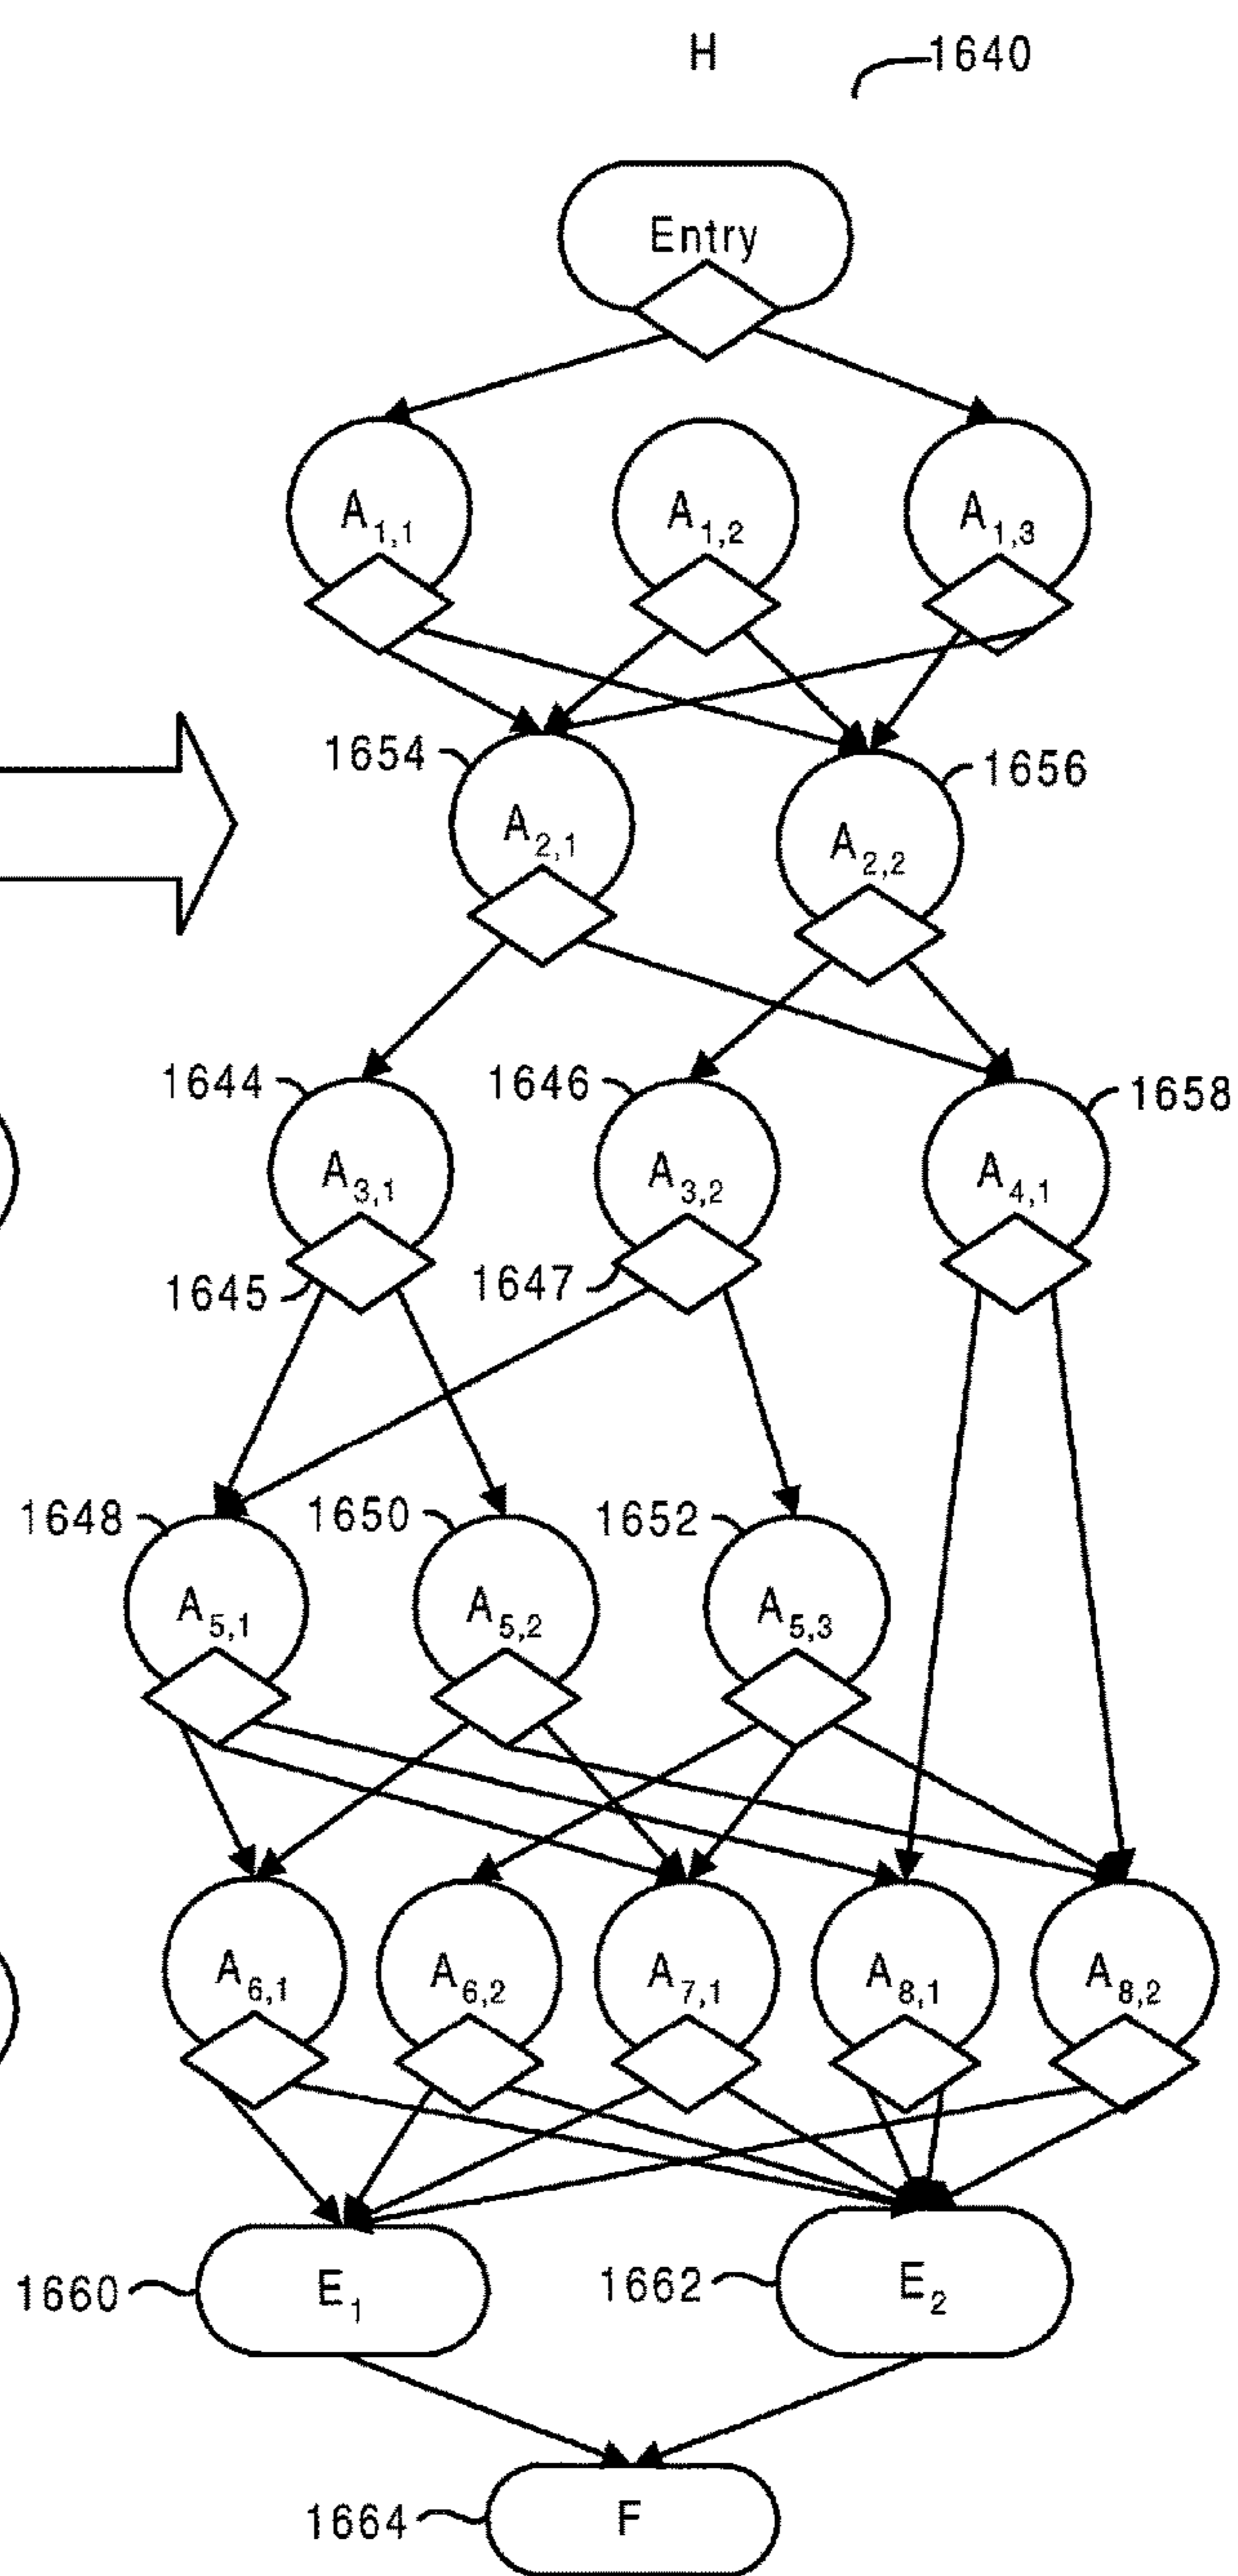 H 1640
Entry
A1,1 A1,2 A1,3
1654 1656
A2,1 A2,2
1644 1646 1658
A3,1 A3,2 A4,1
1645 1647
1648 1650 1652
A5,1 A5,2 A5,3
A6,1 A6,2 A7,1 A8,1 A8,2
1660 E1 1662 E2
1664 F